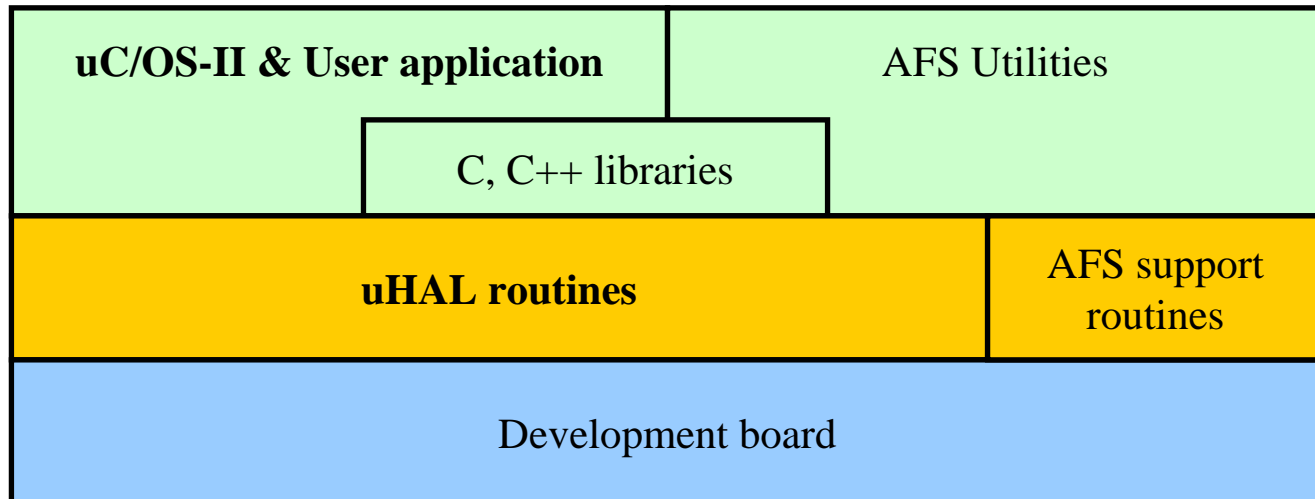 uC/OS-II & User application
AFS Utilities
C, C++ libraries
uHAL routines
AFS support
routines
Development board